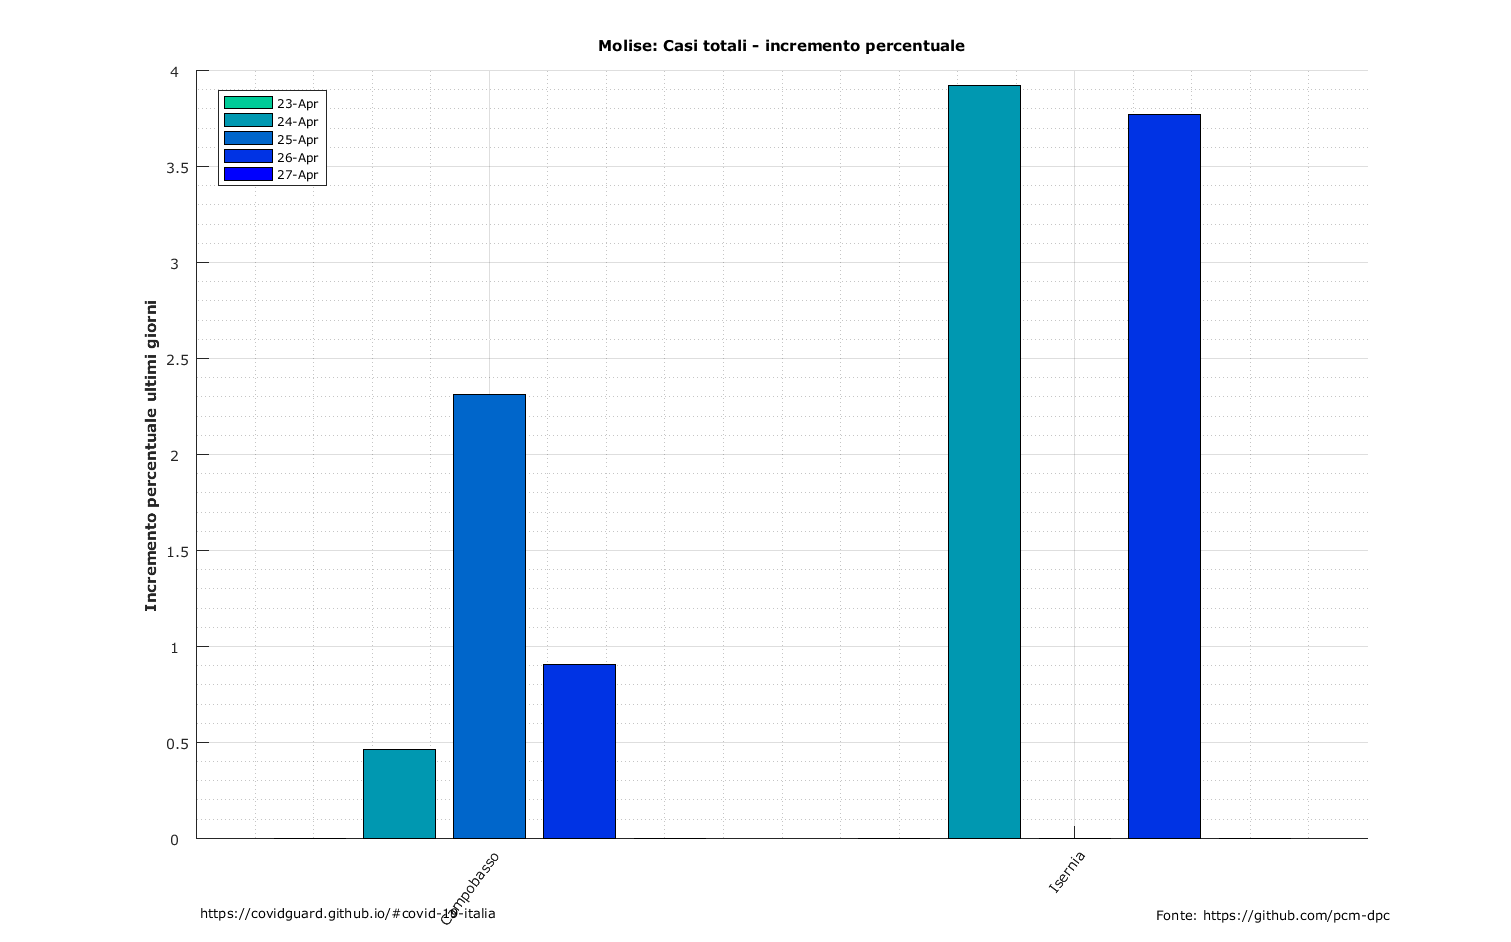 Molise: Casi totali - incremento percentuale
4
3.5
3
2.5
2
1.5
1
0.5
0
Incremento percentuale ultimi giorni
23-Apr
24-Apr
25-Apr
26-Apr
27-Apr
Campobasso
Isernia
https://covidguard.github.io/#covid-19-italia
Fonte: https://github.com/pcm-dpc